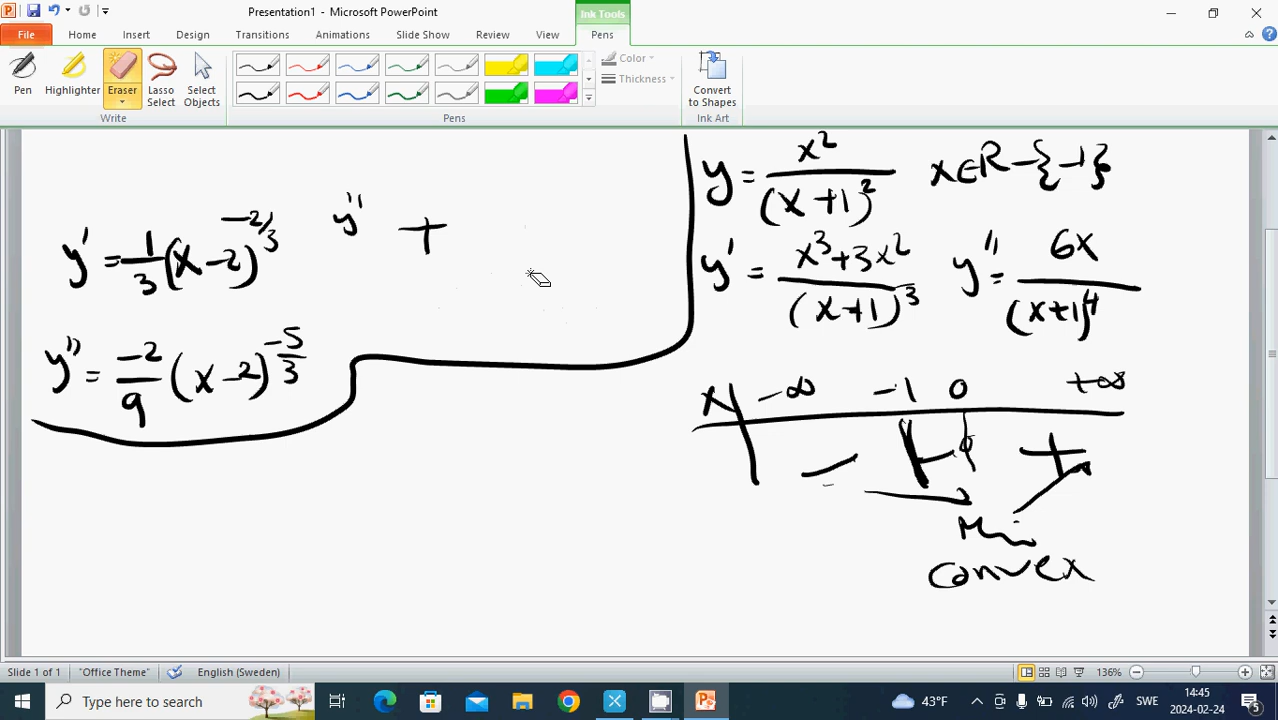 Presentation1 - Microsoft PowerPoint
Ink Tools
File Home Insert Design Transitions Animations Slide Show Review View Pens
Pen Highlighter Eraser Lasso Select Select Objects
Color Thickness
Convert to Shapes
Write Pens Ink Art
y' = 1/3 (x-2)^-2/3
y'' +
y'' = -2/9 (x-2)^-5/3
y = x²/(x+1)² x∈R-{-1}
y' = x³+3x²/(x+1)³ y'' = 6x/(x+1)⁴
x -∞ -1 0 +∞
- - 0 +
Min
convex
Slide 1 of 1 "Office Theme" English (Sweden) 136%
Type here to search
43°F
SWE
14:45
2024-02-24
5